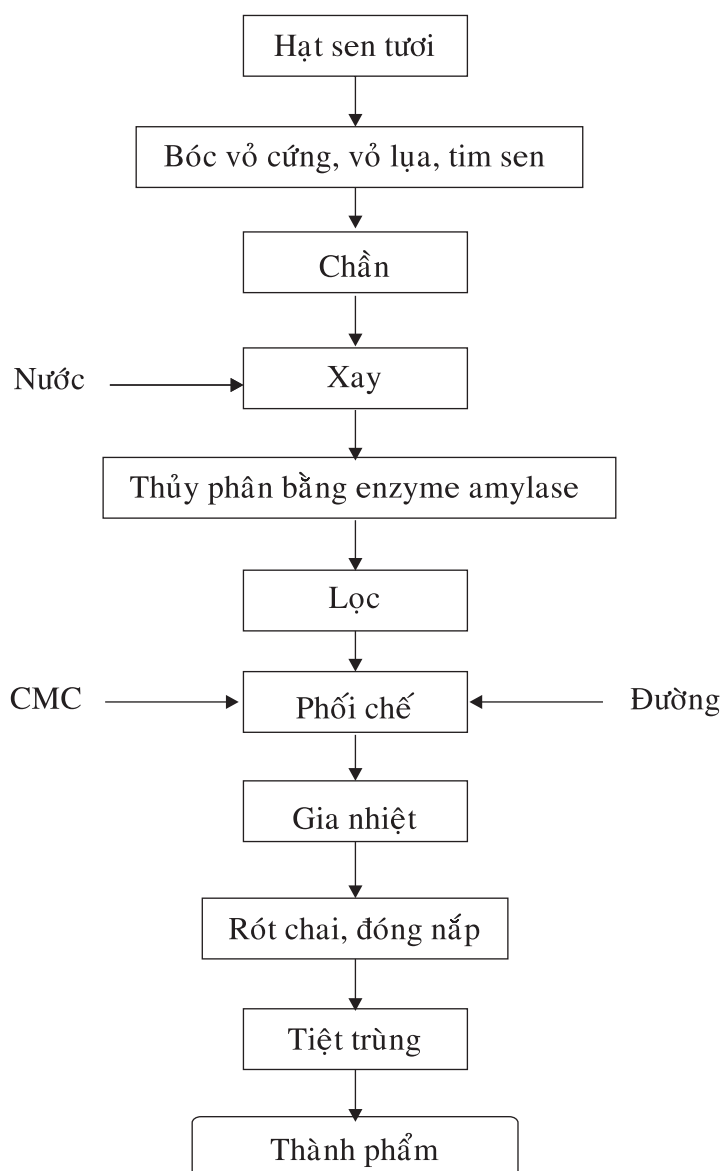 Hạt sen tươi
Bóc vỏ cứng, vỏ lụa, tim sen
Chần
Nước
Xay
Thủy phân bằng enzyme amylase
Lọc
CMC
Phối chế
Đường
Gia nhiệt
Rót chai, đóng nắp
Tiệt trùng
Thành phẩm